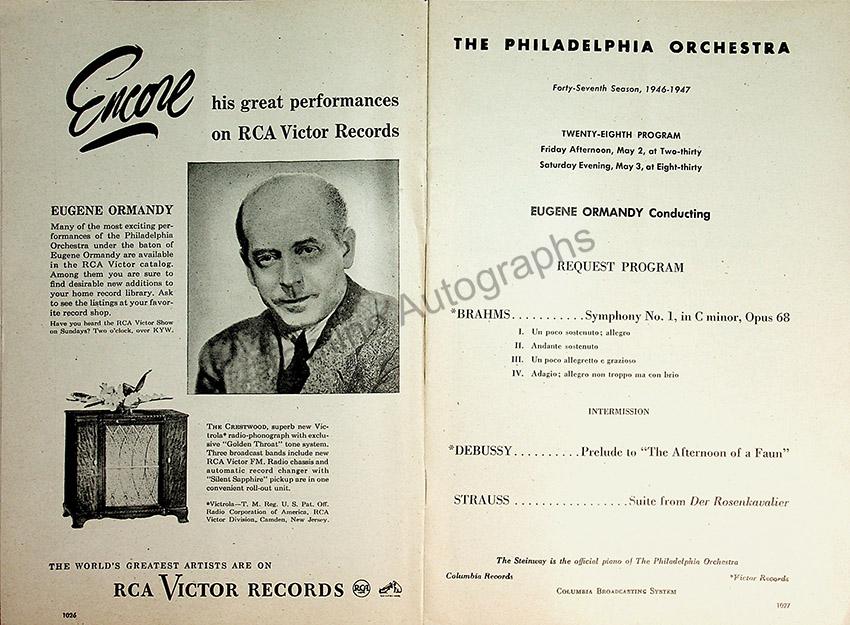 Encore
his great performances
on RCA Victor Records
EUGENE ORMANDY
Many of the most exciting per-
formances of the Philadelphia
Orchestra under the baton of
Eugene Ormandy are available
in the RCA Victor catalog.
Among them you are sure to
find desirable new additions to
your home record library. Ask
to see the listings at your favor-
ite record shop.
Have you heard the RCA Victor Show
on Sundays? Two o'clock, over KYW.
THE CRESTWOOD, superb new Vic-
trola* radio-phonograph with exclu-
sive "Golden Throat" tone system.
Three broadcast bands include new
RCA Victor FM. Radio chassis and
automatic record changer with
"Silent Sapphire" pickup are in one
convenient roll-out unit.
*Victrola—T. M. Reg. U. S. Pat. Off.
Radio Corporation of America, RCA
Victor Division, Camden, New Jersey.
THE WORLD'S GREATEST ARTISTS ARE ON
RCA VICTOR RECORDS RCA
1026
THE PHILADELPHIA ORCHESTRA
Forty-Seventh Season, 1946-1947
TWENTY-EIGHTH PROGRAM
Friday Afternoon, May 2, at Two-thirty
Saturday Evening, May 3, at Eight-thirty
EUGENE ORMANDY Conducting
REQUEST PROGRAM
*BRAHMS..........Symphony No. 1, in C minor, Opus 68
I. Un poco sostenuto; allegro
II. Andante sostenuto
III. Un poco allegretto e grazioso
IV. Adagio; allegro non troppo ma con brio
INTERMISSION
*DEBUSSY..........Prelude to "The Afternoon of a Faun"
STRAUSS .................Suite from Der Rosenkavalier
The Steinway is the official piano of The Philadelphia Orchestra
Columbia Records *Victor Records
COLUMBIA BROADCASTING SYSTEM
1027
Autographs